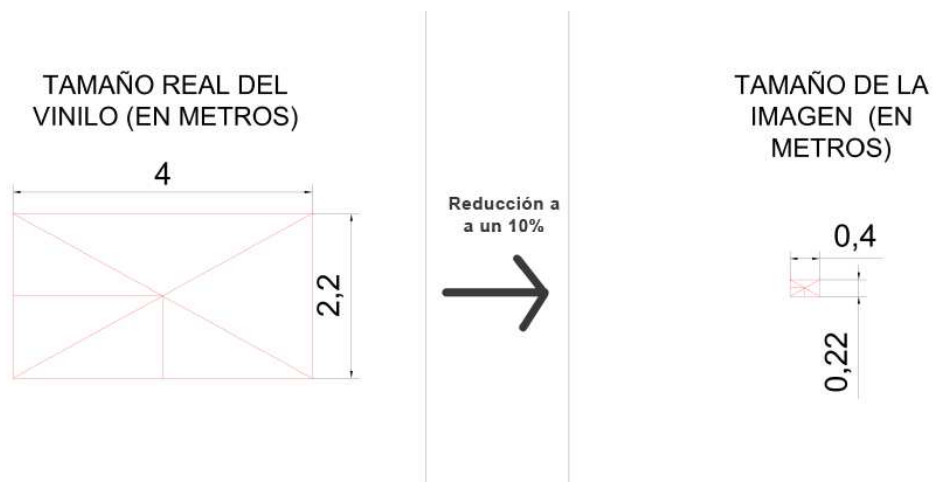 TAMAÑO REAL DEL
VINILO (EN METROS)
4
2,2
Reducción a
a un 10%
TAMAÑO DE LA
IMAGEN (EN
METROS)
0,4
0,22